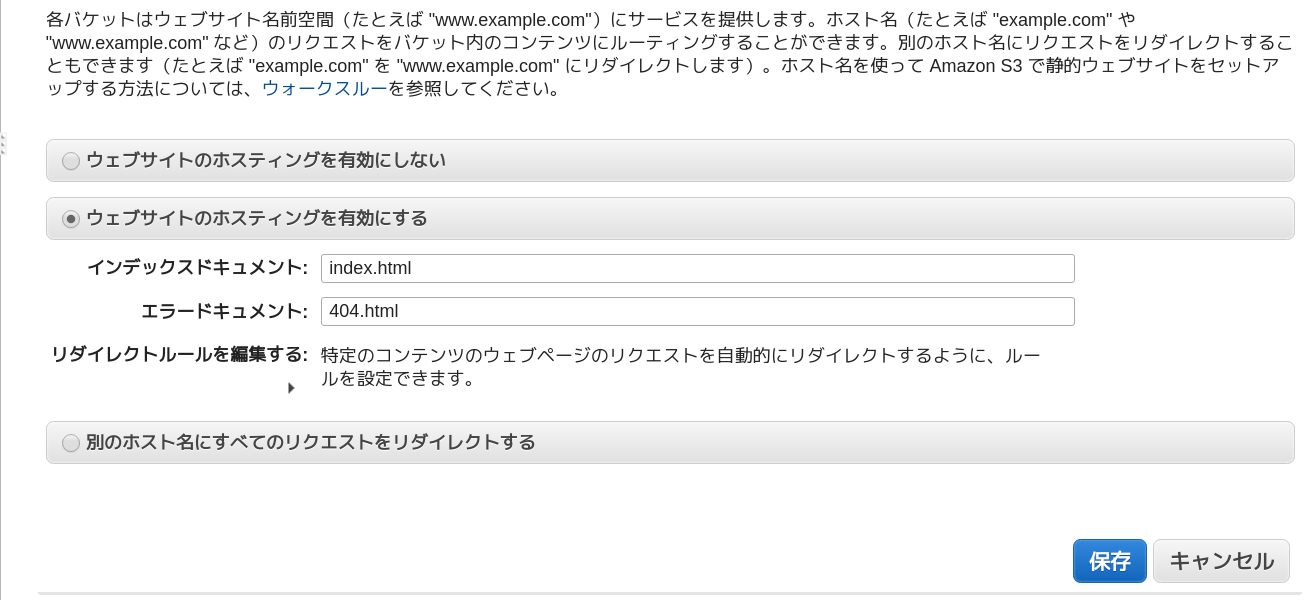 各バケットはウェブサイト名前空間（たとえば "www.example.com"）にサービスを提供します。ホスト名（たとえば "example.com" や
"www.example.com" など）のリクエストをバケット内のコンテンツにルーティングすることができます。別のホスト名にリクエストをリダイレクトするこ
ともできます（たとえば "example.com" を "www.example.com" にリダイレクトします）。ホスト名を使って Amazon S3 で静的ウェブサイトをセットア
ップする方法については、ウォークスルーを参照してください。
ウェブサイトのホスティングを有効にしない
ウェブサイトのホスティングを有効にする
インデックスドキュメント: index.html
エラードキュメント: 404.html
リダイレクトルールを編集する: 特定のコンテンツのウェブページのリクエストを自動的にリダイレクトするように、ルー
ルを設定できます。
別のホスト名にすべてのリクエストをリダイレクトする
保存 キャンセル